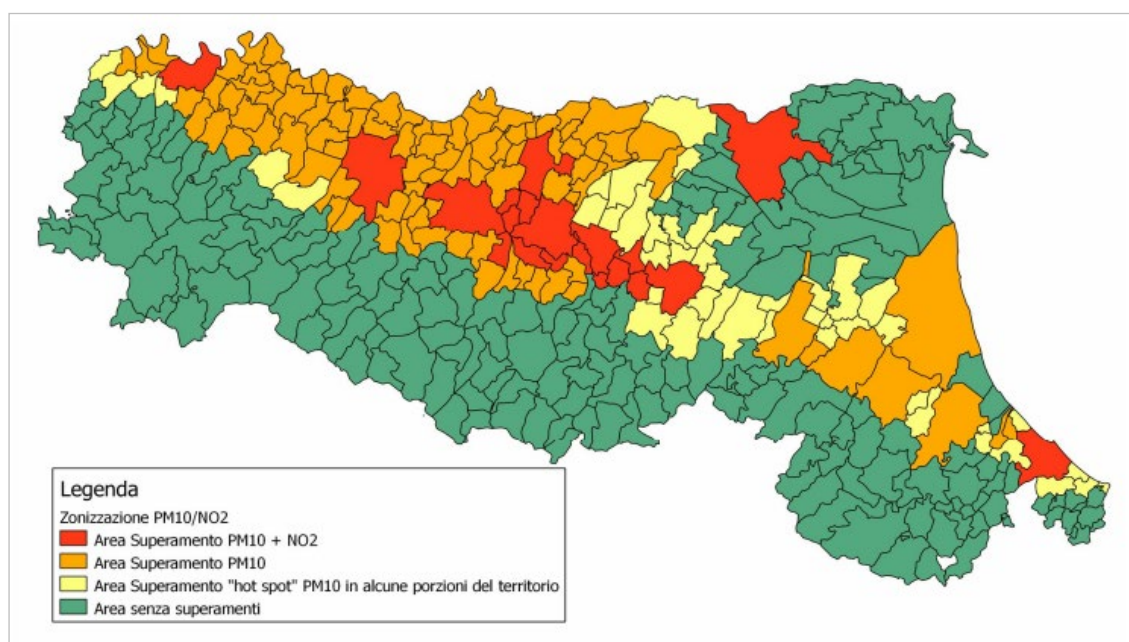 Legenda
Zonizzazione PM10/NO2
Area Superamento PM10 + NO2
Area Superamento PM10
Area Superamento "hot spot" PM10 in alcune porzioni del territorio
Area senza superamenti